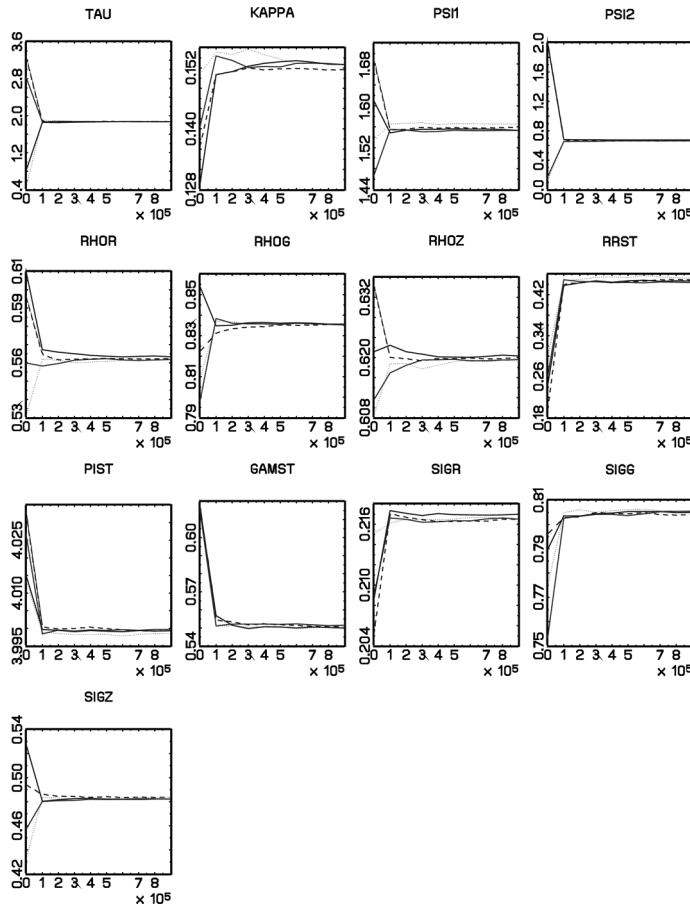 TAU KAPPA PSI1 PSI2
3.6 2.8 2.0 1.2 0.4
0.152 0.140 0.128
1.68 1.60 1.52 1.44
2.0 1.6 1.2 0.8 0.4 0.0
0 1 2 3 4 5 7 8
0 1 2 3 4 5 7 8
0 1 2 3 4 5 7 8
0 1 2 3 4 5 7 8
× 10⁵ × 10⁵ × 10⁵ × 10⁵
RHOR RHOG RHOZ RRST
0.61 0.59 0.56 0.53
0.85 0.83 0.81 0.79
0.632 0.620 0.608
0.42 0.34 0.26 0.18
0 1 2 3 4 5 7 8
0 1 2 3 4 5 7 8
0 1 2 3 4 5 7 8
0 1 2 3 4 5 7 8
× 10⁵ × 10⁵ × 10⁵ × 10⁵
PIST GAMST SIGR SIGG
4.025 4.010 3.995
0.60 0.57 0.54
0.216 0.210 0.204
0.81 0.79 0.77 0.75
0 1 2 3 4 5 7 8
0 1 2 3 4 5 7 8
0 1 2 3 4 5 7 8
0 1 2 3 4 5 7 8
× 10⁵ × 10⁵ × 10⁵ × 10⁵
SIGZ
0.54 0.50 0.46 0.42
0 1 2 3 4 5 7 8
× 10⁵